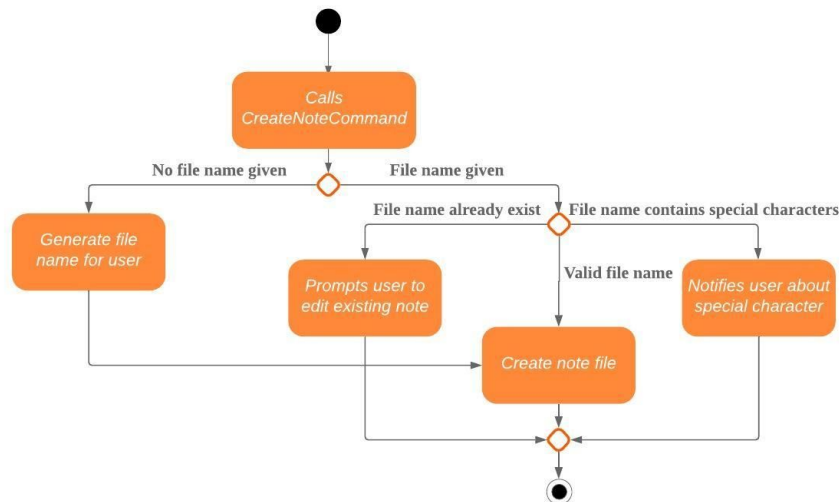 Calls
CreateNoteCommand
No file name given
File name given
File name already exist
File name contains special characters
Generate file
name for user
Prompts user to
edit existing note
Valid file name
Notifies user about
special character
Create note file